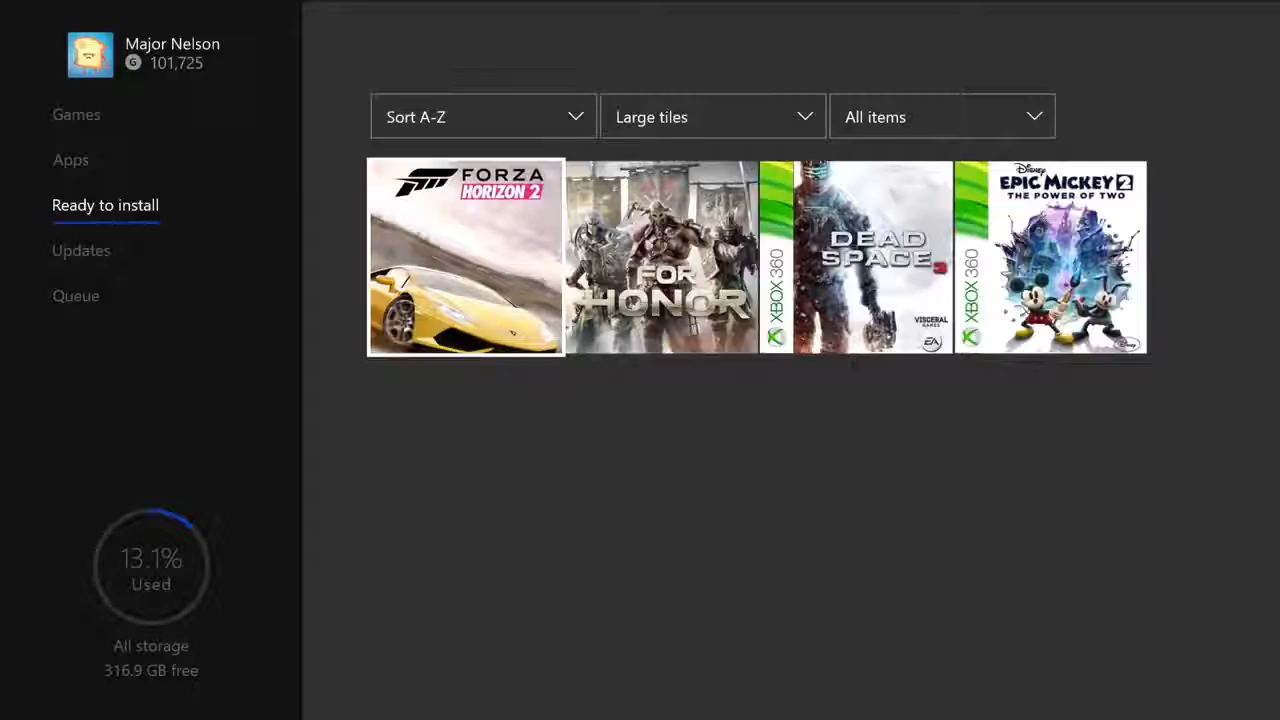 Major Nelson
G 101,725
Games
Apps
Ready to install
Updates
Queue
13.1%
Used
All storage
316.9 GB free
Sort A-Z
Large tiles
All items
FORZA
HORIZON 2
FOR
HONOR
XBOX 360
DEAD
SPACE 3
VISCERAL
GAMES
EA
XBOX 360
Disney
EPIC MICKEY 2
THE POWER OF TWO
Disney